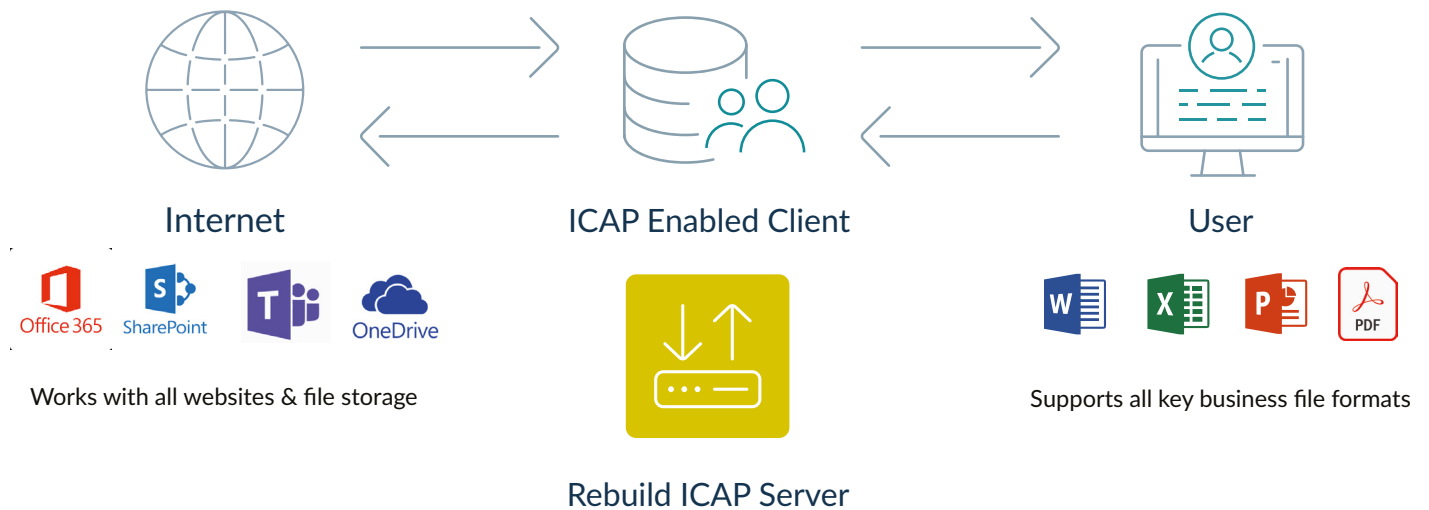 Internet
ICAP Enabled Client
User
Office 365
S
SharePoint
T
OneDrive
W
X
P
PDF
Works with all websites & file storage
Supports all key business file formats
Rebuild ICAP Server